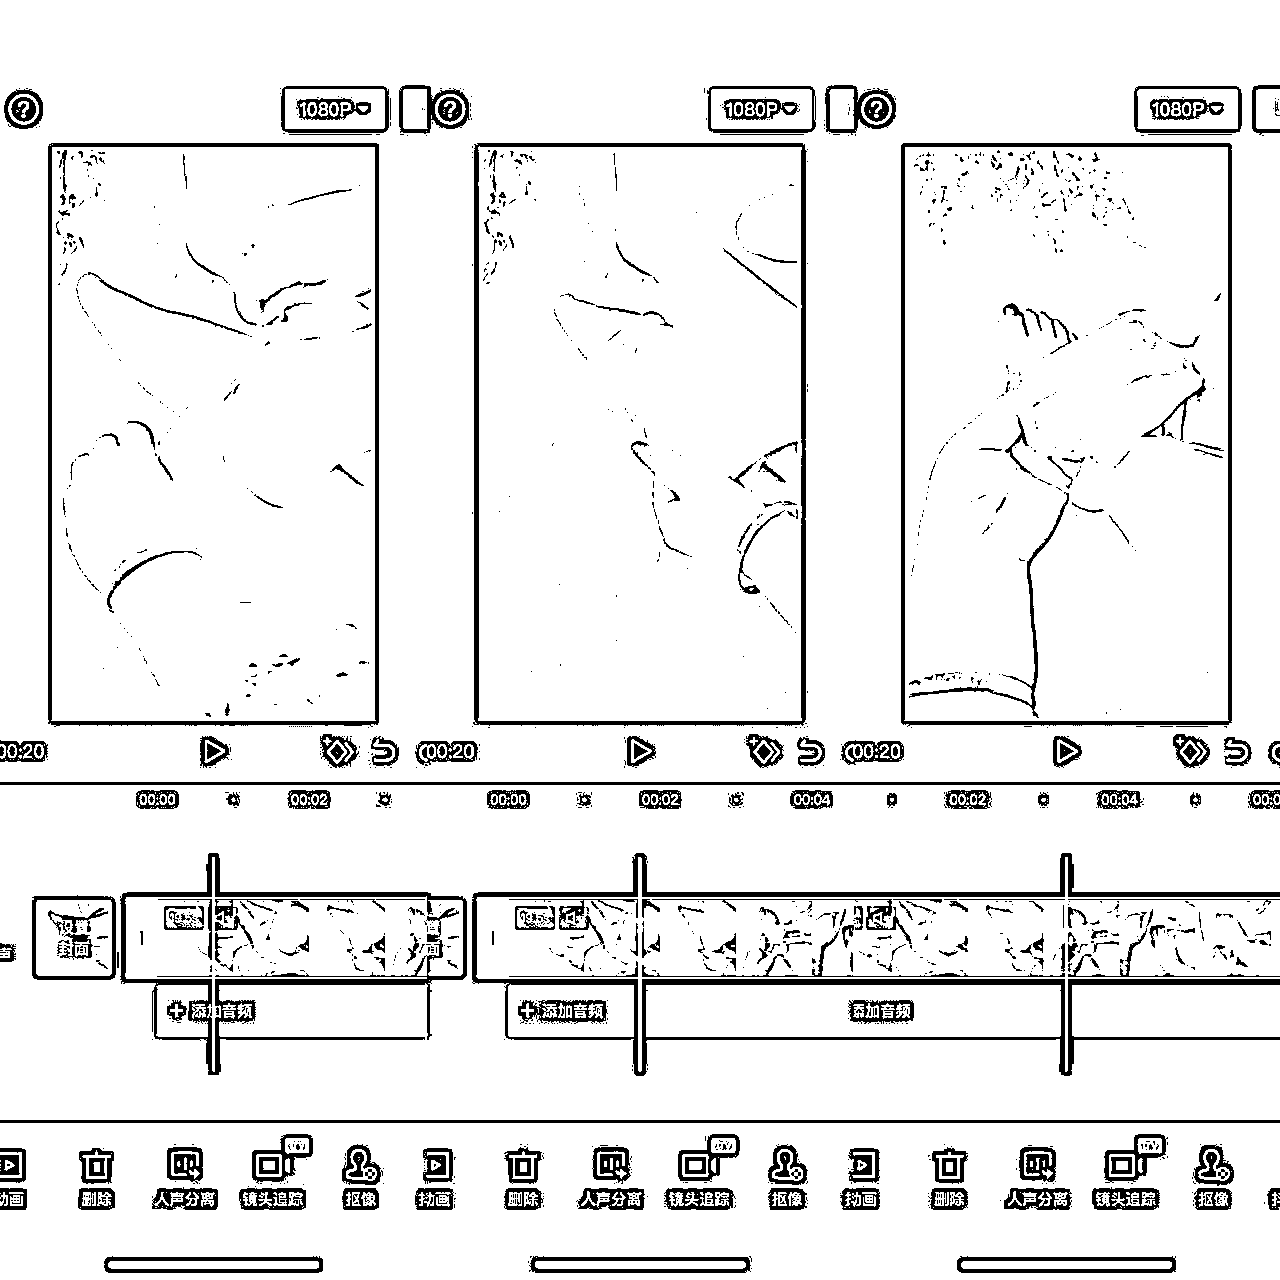 ? 1080P ? 1080P ? 1080P
00:20 00:20 00:20
00:00 00:02 00:00 00:02 00:04 00:02 00:04
设置
封面
+ 添加音频 + 添加音频 添加音频
动画 删除 人声分离 镜头追踪 抠像 动画 删除 人声分离 镜头追踪 抠像 动画 删除 人声分离 镜头追踪 抠像